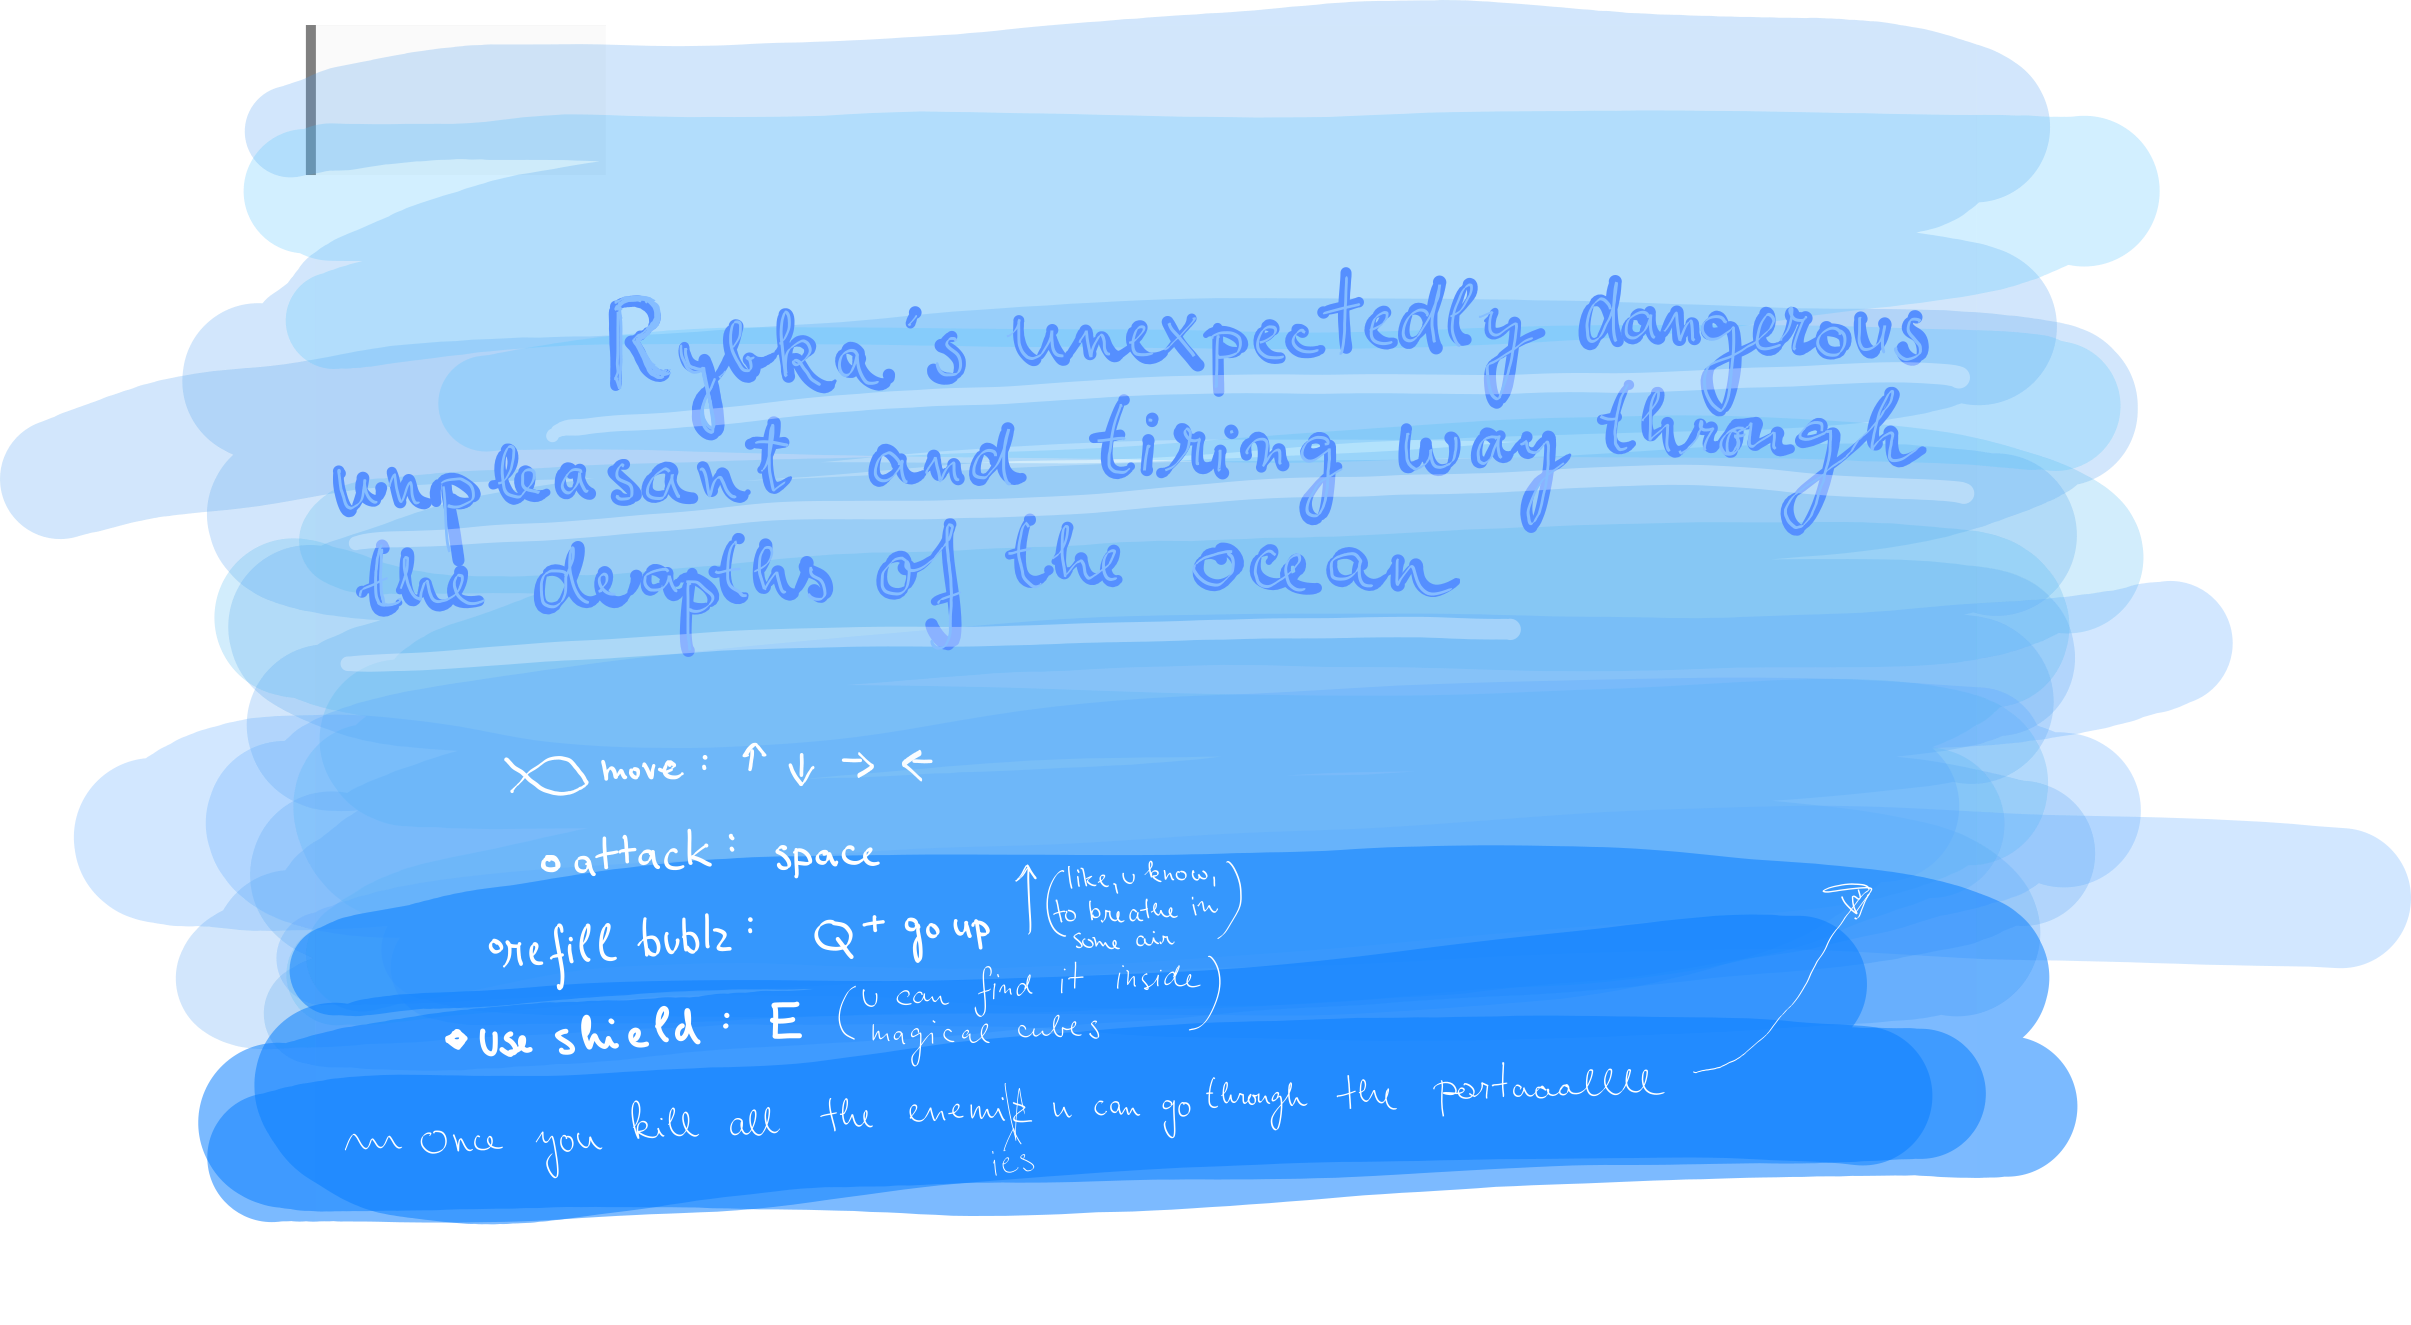 Rybka's unexpectedly dangerous
unpleasant and tiring way through
the deapths of the ocean
move: ↑ ↓ → ←
attack: space
refill bublz: Q + go up ↑ (like, u know,
to breathe in
some air)
use shield: E (u can find it inside
magical cubes)
once you kill all the enemies u can go through the portaaallll